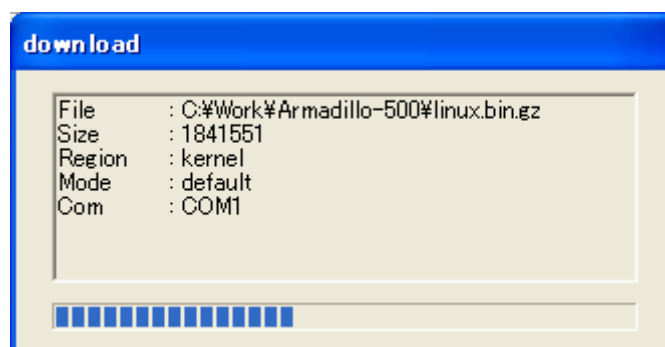 download
File : C:¥Work¥Armadillo-500¥linux.bin.gz
Size : 1841551
Region : kernel
Mode : default
Com : COM1